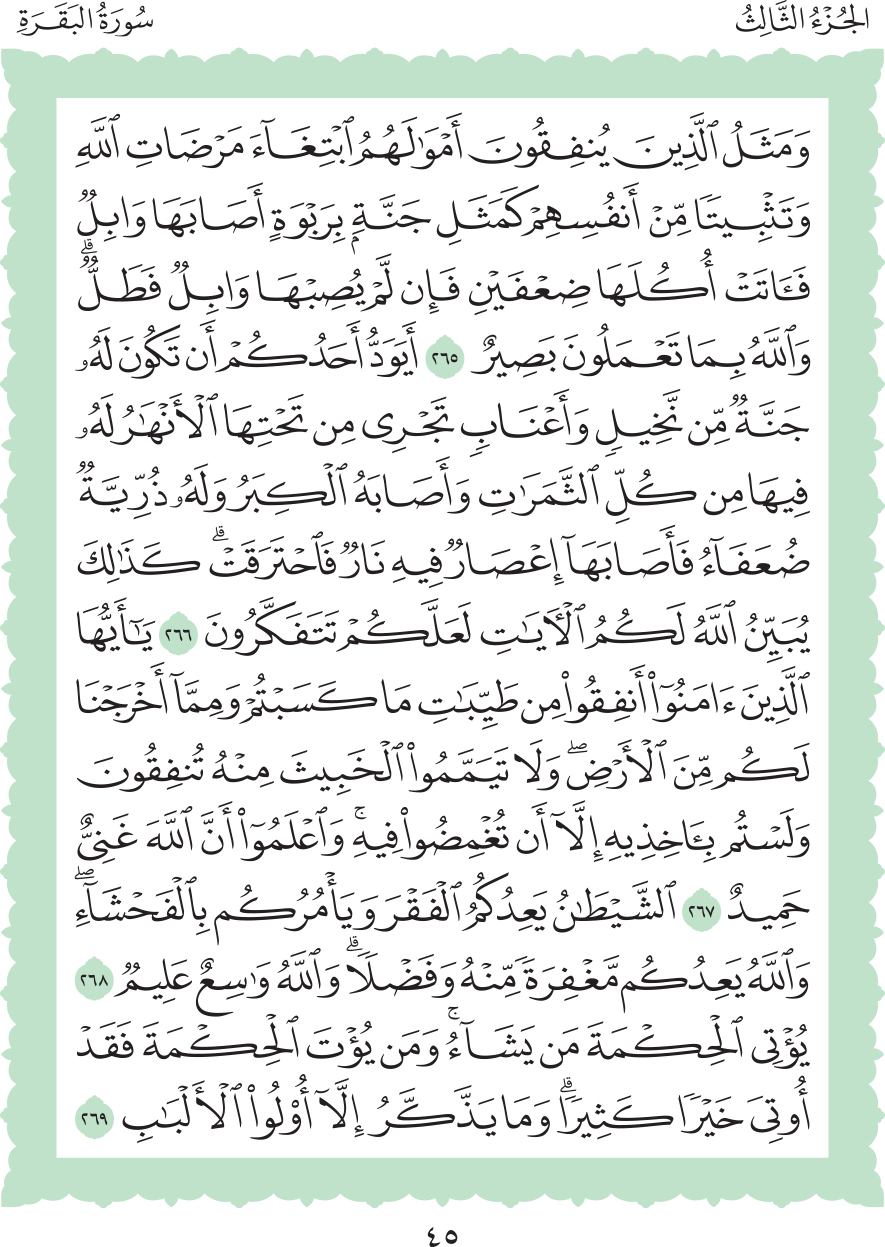 الجُزْءُ الثَّالِثُ
سُورَةُ البَقَرَةِ
وَمَثَلُ ٱلَّذِينَ يُنفِقُونَ أَمْوَٰلَهُمُ ٱبْتِغَآءَ مَرْضَاتِ ٱللَّهِ
وَتَثْبِيتًا مِّنْ أَنفُسِهِمْ كَمَثَلِ جَنَّةٍۭ بِرَبْوَةٍ أَصَابَهَا وَابِلٌ
فَـَٔاتَتْ أُكُلَهَا ضِعْفَيْنِ فَإِن لَّمْ يُصِبْهَا وَابِلٌ فَطَلٌّ ۗ
وَٱللَّهُ بِمَا تَعْمَلُونَ بَصِيرٌ ٢٦٥ أَيَوَدُّ أَحَدُكُمْ أَن تَكُونَ لَهُۥ
جَنَّةٌ مِّن نَّخِيلٍ وَأَعْنَابٍ تَجْرِى مِن تَحْتِهَا ٱلْأَنْهَٰرُ لَهُۥ
فِيهَا مِن كُلِّ ٱلثَّمَرَٰتِ وَأَصَابَهُ ٱلْكِبَرُ وَلَهُۥ ذُرِّيَّةٌ
ضُعَفَآءُ فَأَصَابَهَآ إِعْصَارٌ فِيهِ نَارٌ فَٱحْتَرَقَتْ ۗ كَذَٰلِكَ
يُبَيِّنُ ٱللَّهُ لَكُمُ ٱلْـَٔايَٰتِ لَعَلَّكُمْ تَتَفَكَّرُونَ ٢٦٦ يَٰٓأَيُّهَا
ٱلَّذِينَ ءَامَنُوٓا۟ أَنفِقُوا۟ مِن طَيِّبَٰتِ مَا كَسَبْتُمْ وَمِمَّآ أَخْرَجْنَا
لَكُم مِّنَ ٱلْأَرْضِ ۖ وَلَا تَيَمَّمُوا۟ ٱلْخَبِيثَ مِنْهُ تُنفِقُونَ
وَلَسْتُم بِـَٔاخِذِيهِ إِلَّآ أَن تُغْمِضُوا۟ فِيهِ ۚ وَٱعْلَمُوٓا۟ أَنَّ ٱللَّهَ غَنِىٌّ
حَمِيدٌ ٢٦٧ ٱلشَّيْطَٰنُ يَعِدُكُمُ ٱلْفَقْرَ وَيَأْمُرُكُم بِٱلْفَحْشَآءِ ۖ
وَٱللَّهُ يَعِدُكُم مَّغْفِرَةً مِّنْهُ وَفَضْلًا ۗ وَٱللَّهُ وَٰسِعٌ عَلِيمٌ ٢٦٨
يُؤْتِى ٱلْحِكْمَةَ مَن يَشَآءُ ۚ وَمَن يُؤْتَ ٱلْحِكْمَةَ فَقَدْ
أُوتِىَ خَيْرًا كَثِيرًا ۗ وَمَا يَذَّكَّرُ إِلَّآ أُو۟لُوا۟ ٱلْأَلْبَٰبِ ٢٦٩
٤٥